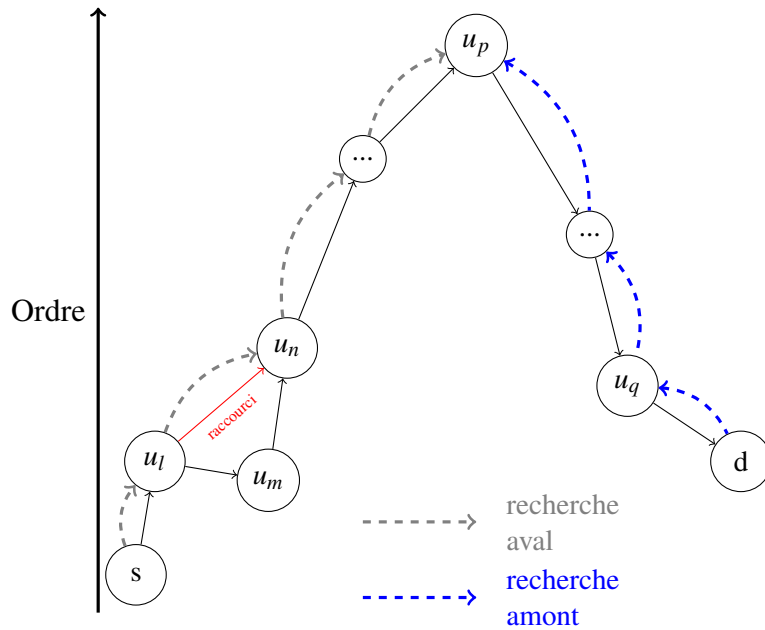 u_p
...
...
Ordre
u_n
u_q
raccourci
u_l
u_m
d
recherche
aval
s
recherche
amont